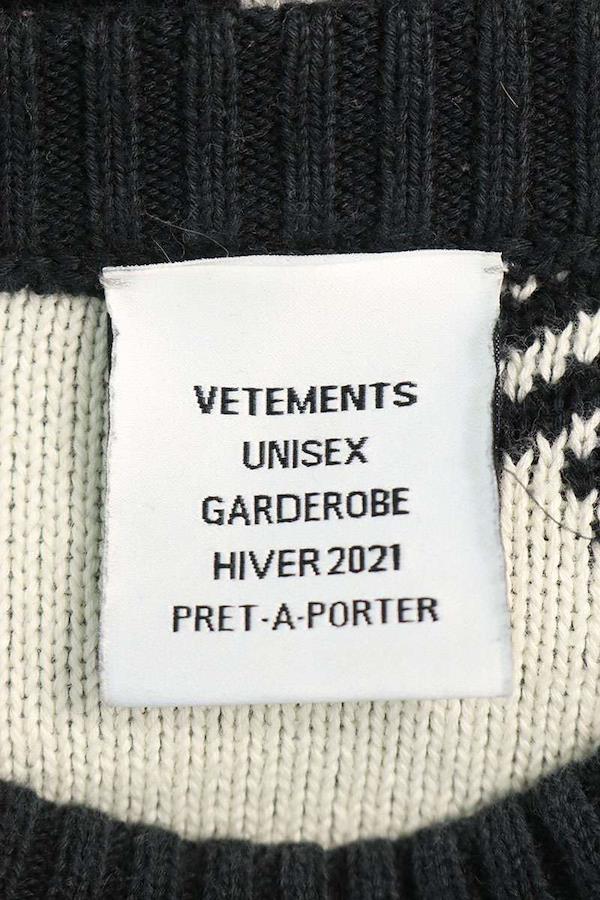 VETEMENTS
UNISEX
GARDEROBE
HIVER 2021
PRET-A-PORTER